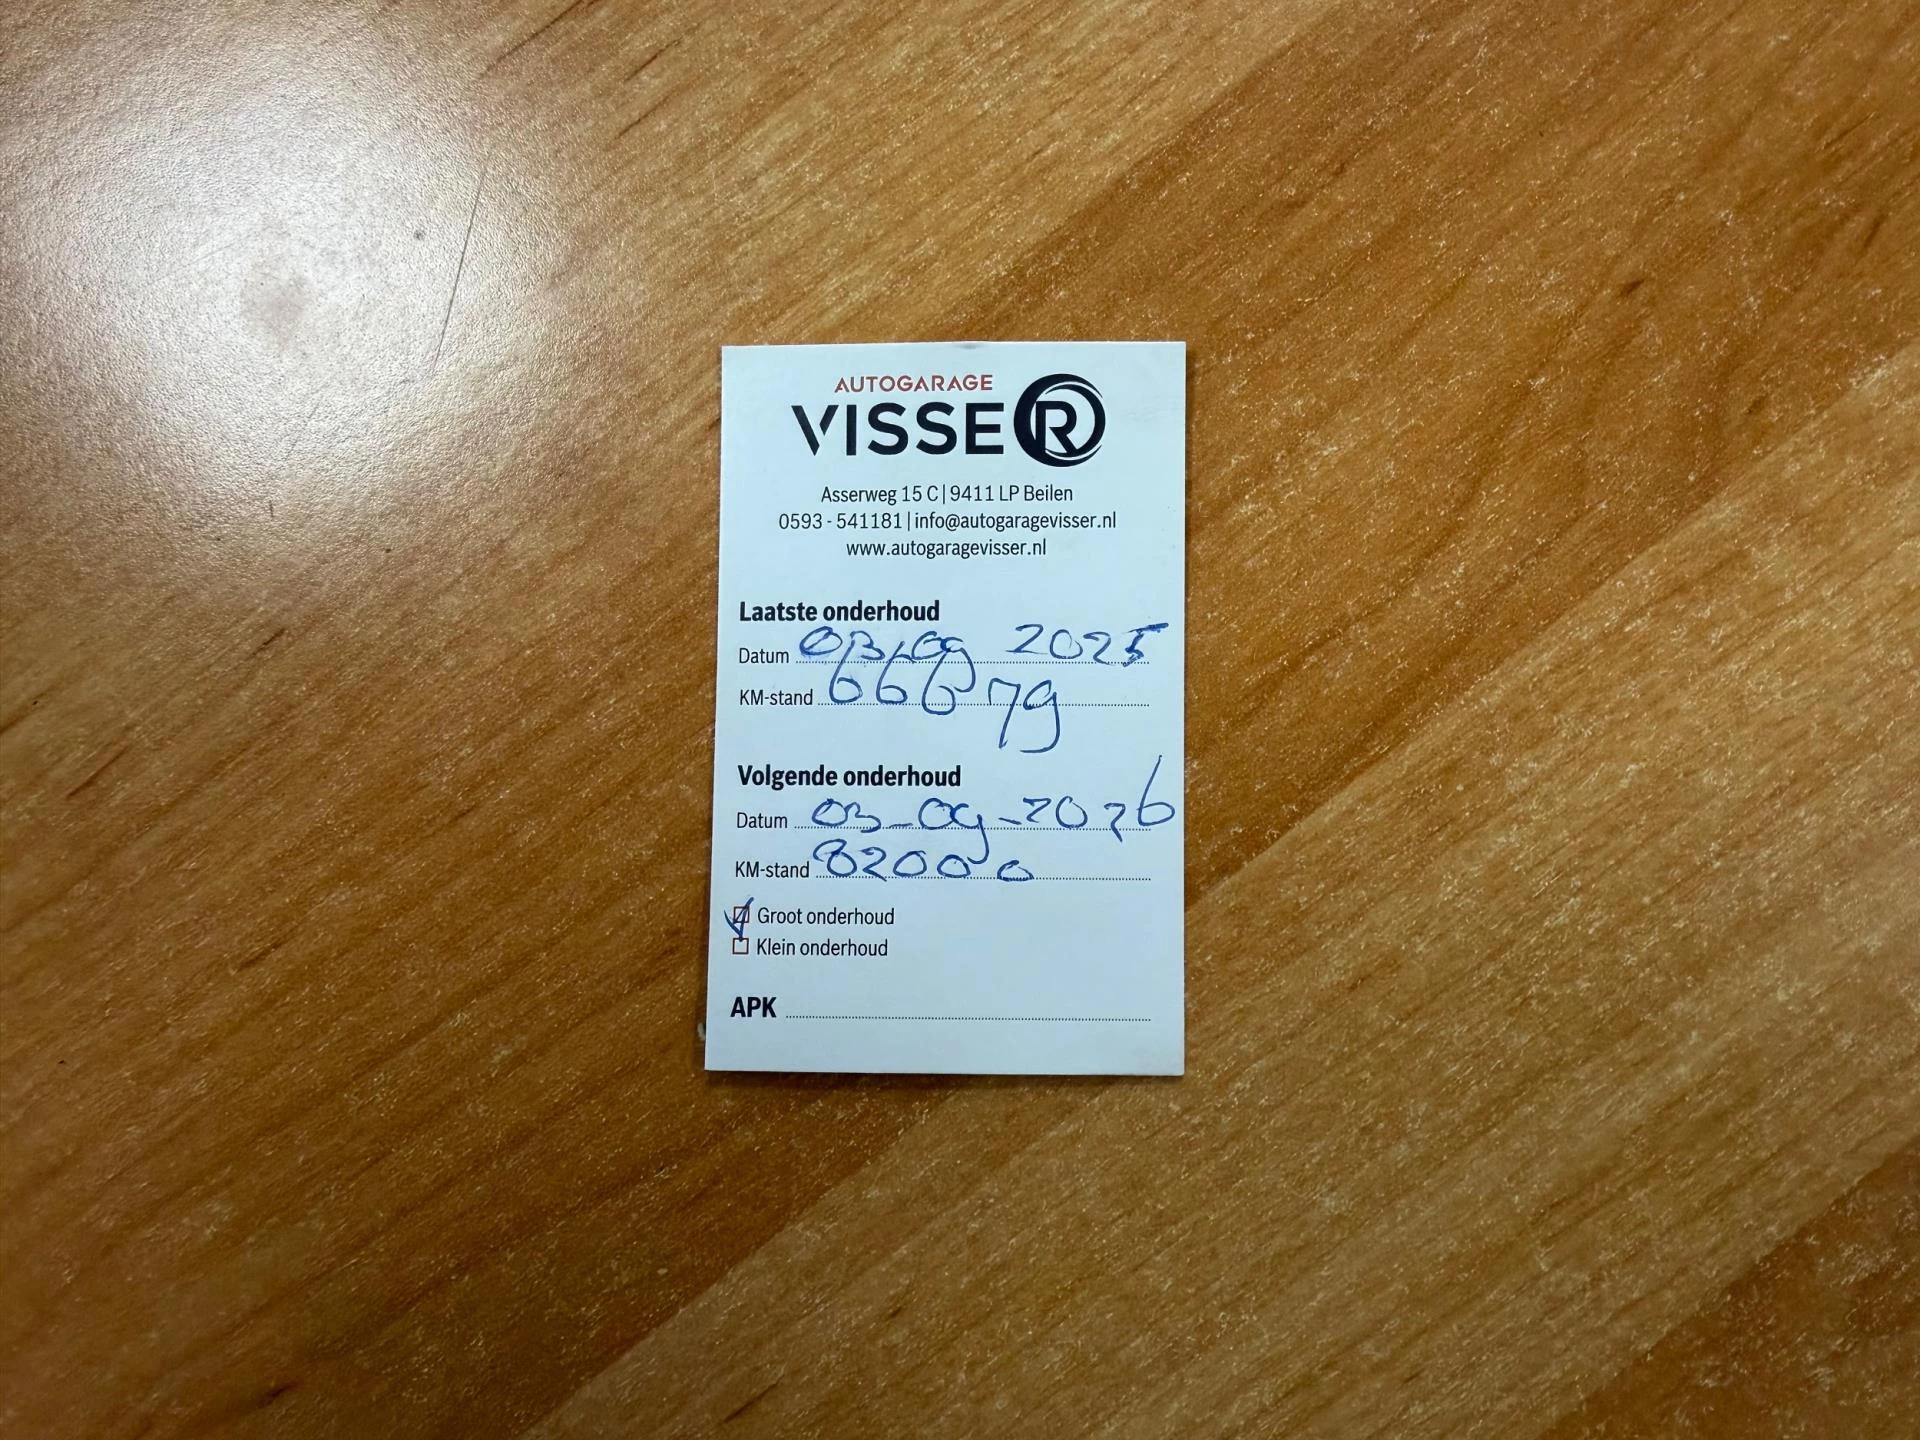 AUTOGARAGE
VISSER
Asserweg 15 C | 9411 LP Beilen
0593 - 541181 | info@autogaragevisser.nl
www.autogaragevisser.nl
Laatste onderhoud
Datum 03-09 2025
KM-stand 66679
Volgende onderhoud
Datum 03-09-2026
KM-stand 82000
Groot onderhoud
Klein onderhoud
APK